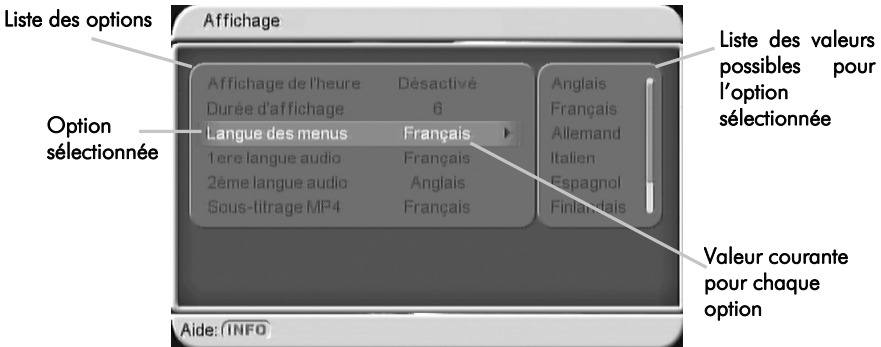 Liste des options
Affichage
Liste des valeurs
possibles pour
l'option
sélectionnée
Affichage de l'heure Désactivé
Durée d'affichage 6
Langue des menus Français
1ere langue audio Français
2ème langue audio Anglais
Sous-titrage MP4 Français
Anglais
Français
Allemand
Italien
Espagnol
Finlandais
Option
sélectionnée
Valeur courante
pour chaque
option
Aide: INFO